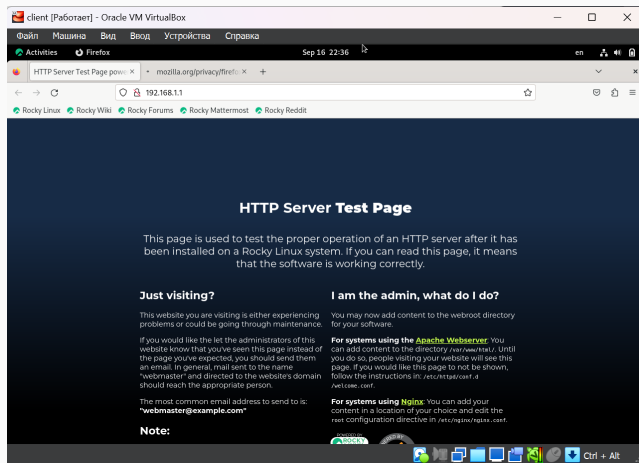 client [Работает] - Oracle VM VirtualBox
Файл Машина Вид Ввод Устройства Справка
Activities Firefox Sep 16 22:36 en
HTTP Server Test Page powe × mozilla.org/privacy/firefo × +
192.168.1.1
Rocky Linux Rocky Wiki Rocky Forums Rocky Mattermost Rocky Reddit
HTTP Server Test Page
This page is used to test the proper operation of an HTTP server after it has
been installed on a Rocky Linux system. If you can read this page, it means
that the software is working correctly.
Just visiting?
This website you are visiting is either experiencing
problems or could be going through maintenance.
If you would like the let the administrators of this
website know that you've seen this page instead of
the page you've expected, you should send them
an email. In general, mail sent to the name
"webmaster" and directed to the website's domain
should reach the appropriate person.
The most common email address to send to is:
"webmaster@example.com"
Note:
I am the admin, what do I do?
You may now add content to the webroot directory
for your software.
For systems using the Apache Webserver: You
can add content to the directory /var/www/html/. Until
you do so, people visiting your website will see this
page. If you would like this page to not be shown,
follow the instructions in: /etc/httpd/conf.d
/welcome.conf.
For systems using Nginx: You can add your
content in a location of your choice and edit the
root configuration directive in /etc/nginx/nginx.conf.
POWERED BY
ROCKY
Ctrl + Alt